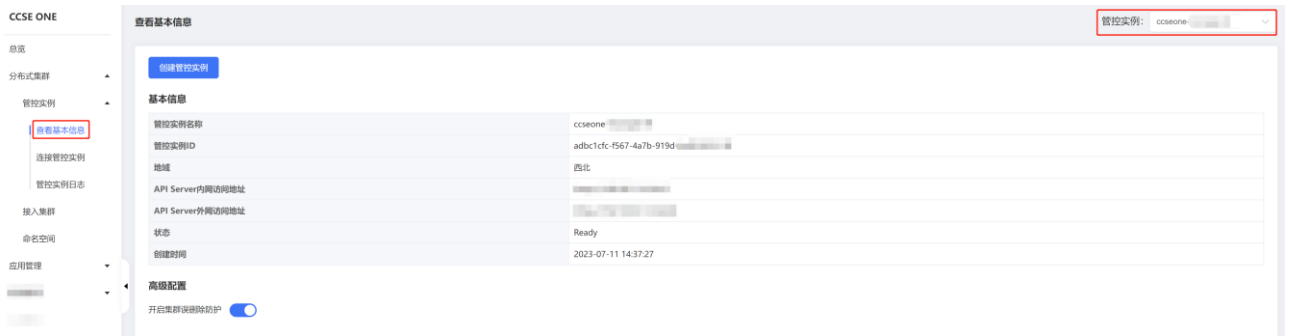 CCSE ONE
查看基本信息
管控实例: ccseone-
总览
分布式集群
管控实例
查看基本信息
连接管控实例
管控实例日志
接入集群
命名空间
应用管理
创建管控实例
基本信息
管控实例名称 ccseone-
管控实例ID adbc1cfc-f567-4a7b-919d-
地域 西北
API Server内网访问地址
API Server外网访问地址
状态 Ready
创建时间 2023-07-11 14:37:27
高级配置
开启集群误删除防护